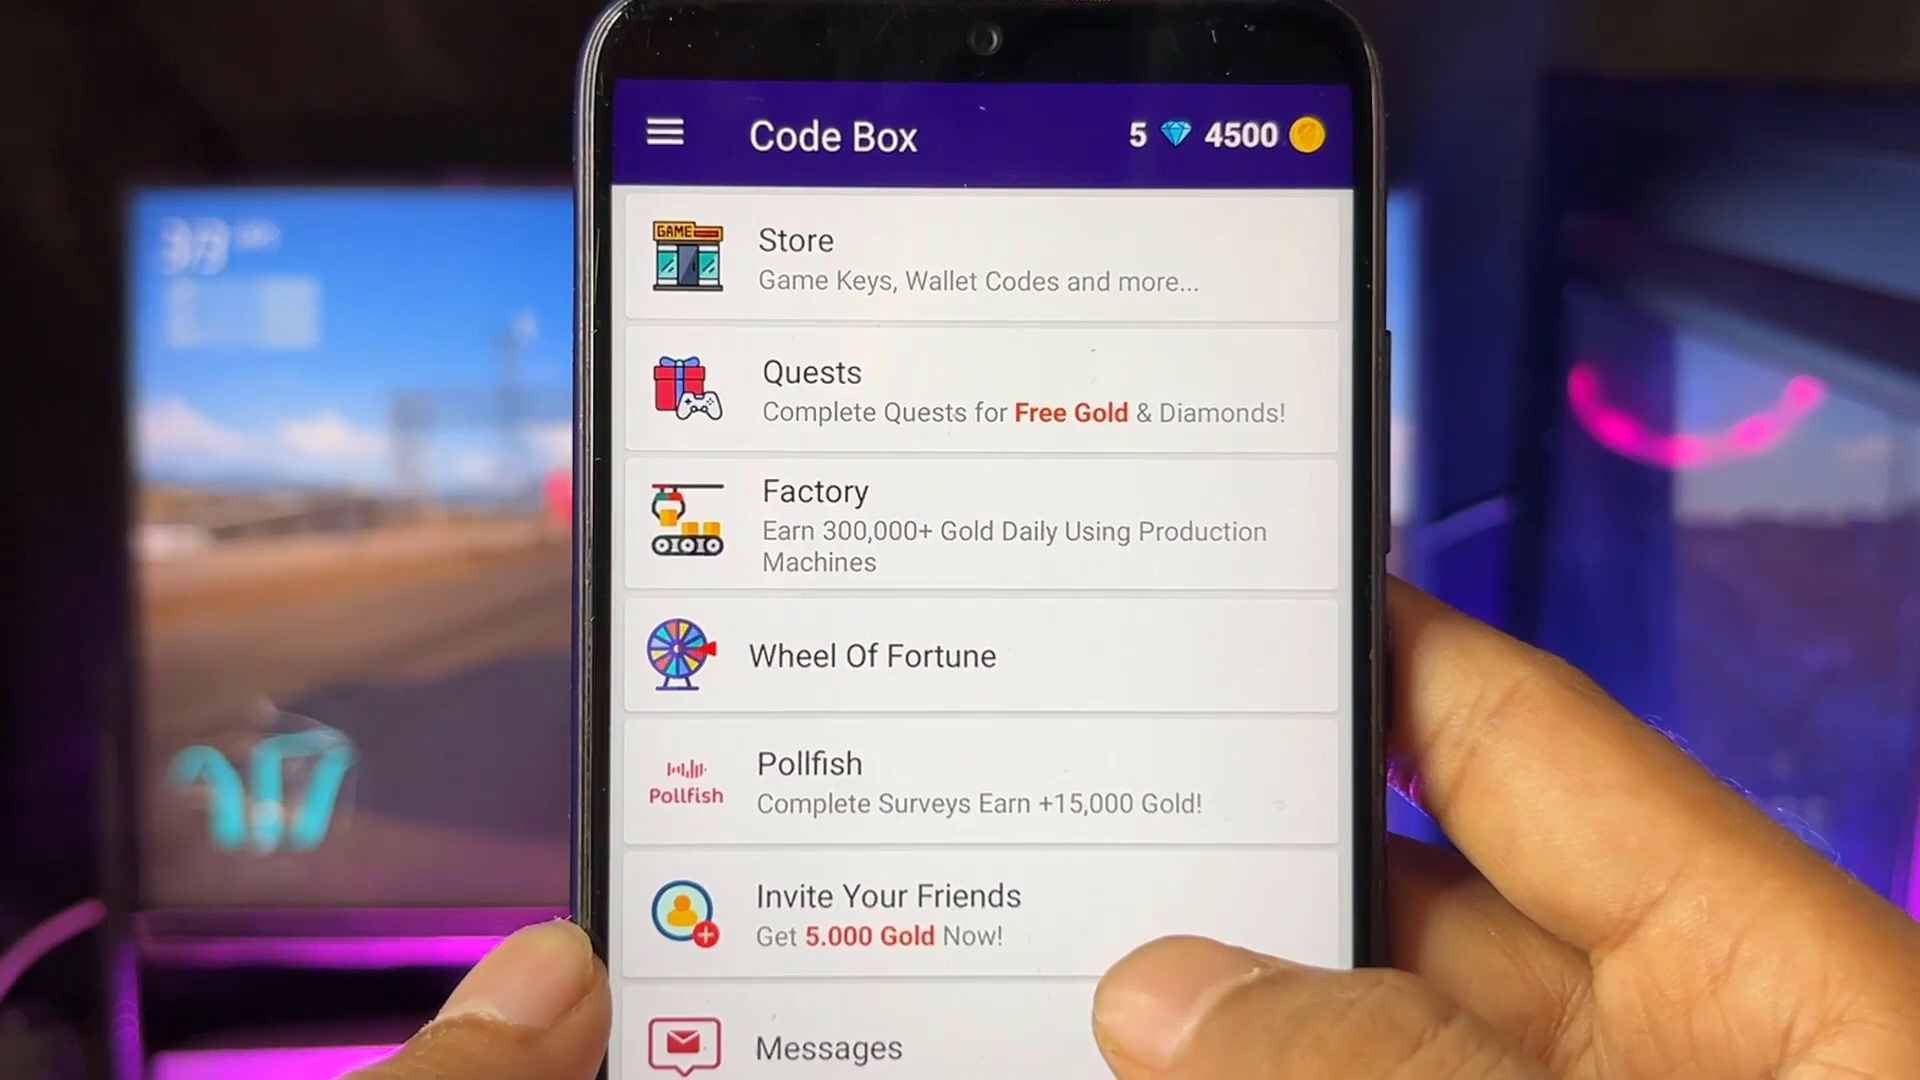 Code Box
5 4500
GAME
Store
Game Keys, Wallet Codes and more...
Quests
Complete Quests for Free Gold & Diamonds!
Factory
Earn 300,000+ Gold Daily Using Production
Machines
Wheel Of Fortune
Pollfish
Pollfish
Complete Surveys Earn +15,000 Gold!
Invite Your Friends
Get 5.000 Gold Now!
Messages